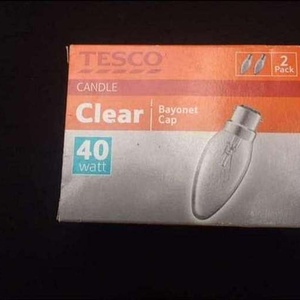 TESCO
2
Pack
CANDLE
Clear
Bayonet
Cap
40
watt